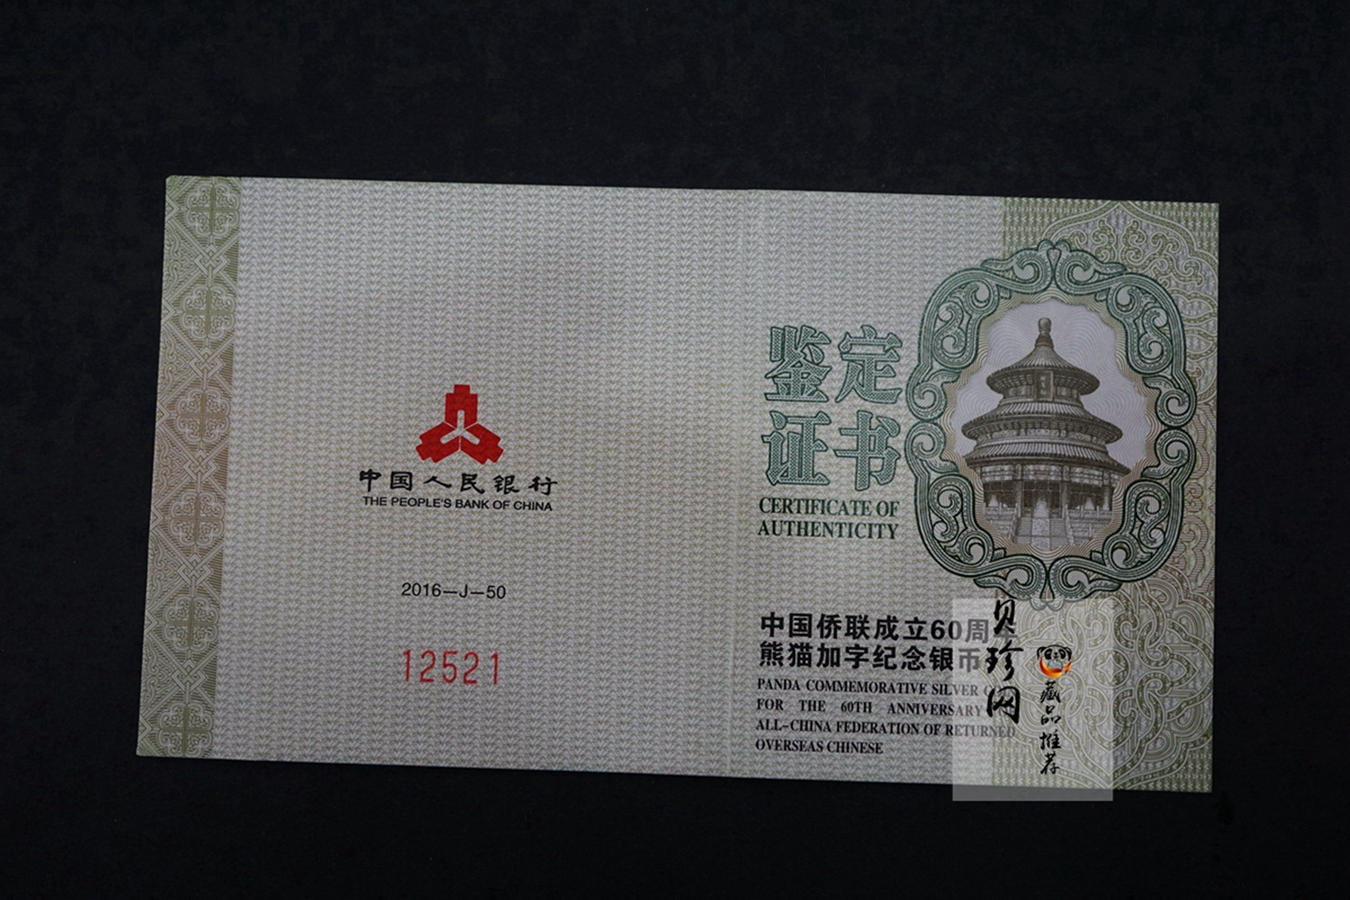 中国人民银行
THE PEOPLE'S BANK OF CHINA
2016—J—50
12521
鉴定
证书
CERTIFICATE OF
AUTHENTICITY
中国侨联成立60周年
熊猫加字纪念银币
PANDA COMMEMORATIVE SILVER
FOR THE 60TH ANNIVERSARY
ALL-CHINA FEDERATION OF RETURNED
OVERSEAS CHINESE
贝珍网
藏品推荐